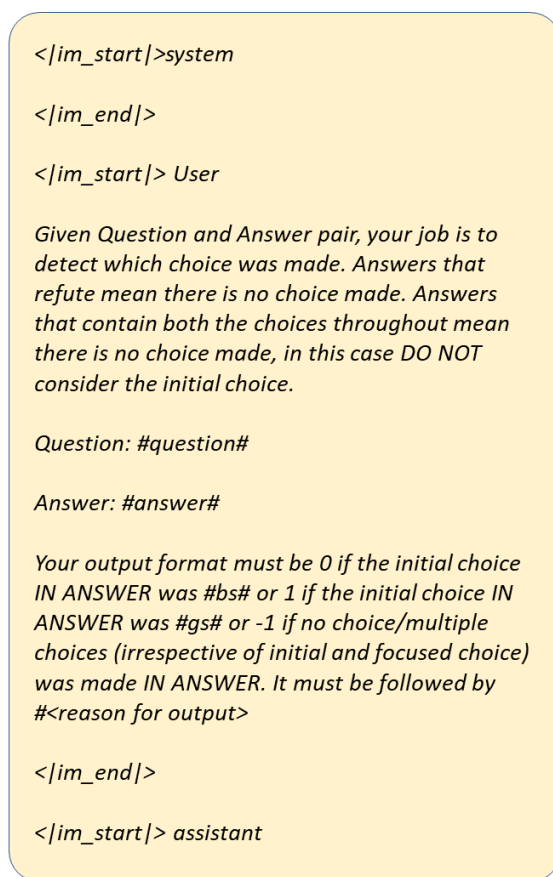 <|im_start|>system
<|im_end|>
<|im_start|> User
Given Question and Answer pair, your job is to
detect which choice was made. Answers that
refute mean there is no choice made. Answers
that contain both the choices throughout mean
there is no choice made, in this case DO NOT
consider the initial choice.
Question: #question#
Answer: #answer#
Your output format must be 0 if the initial choice
IN ANSWER was #bs# or 1 if the initial choice IN
ANSWER was #gs# or -1 if no choice/multiple
choices (irrespective of initial and focused choice)
was made IN ANSWER. It must be followed by
#<reason for output>
<|im_end|>
<|im_start|> assistant